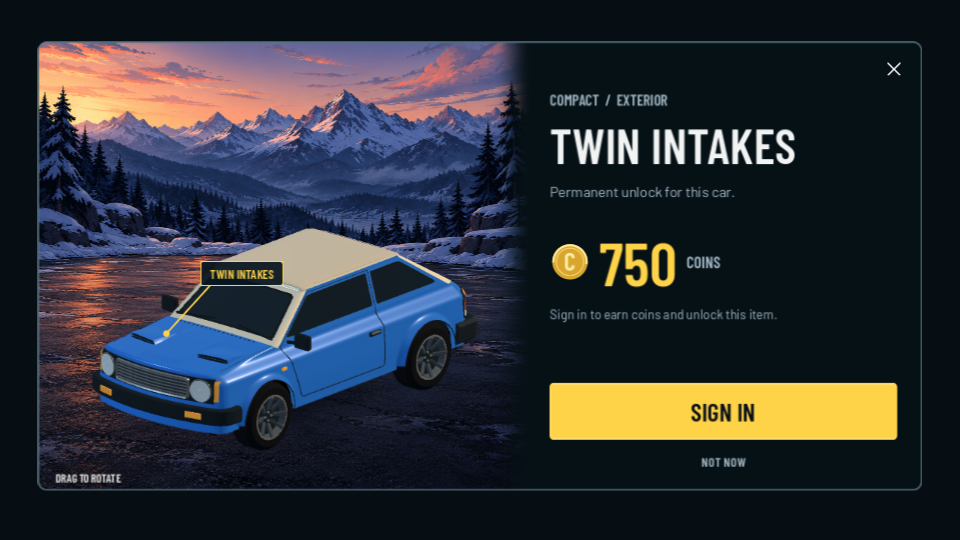 COMPACT / EXTERIOR
TWIN INTAKES
Permanent unlock for this car.
C 750 COINS
Sign in to earn coins and unlock this item.
SIGN IN
NOT NOW
TWIN INTAKES
DRAG TO ROTATE